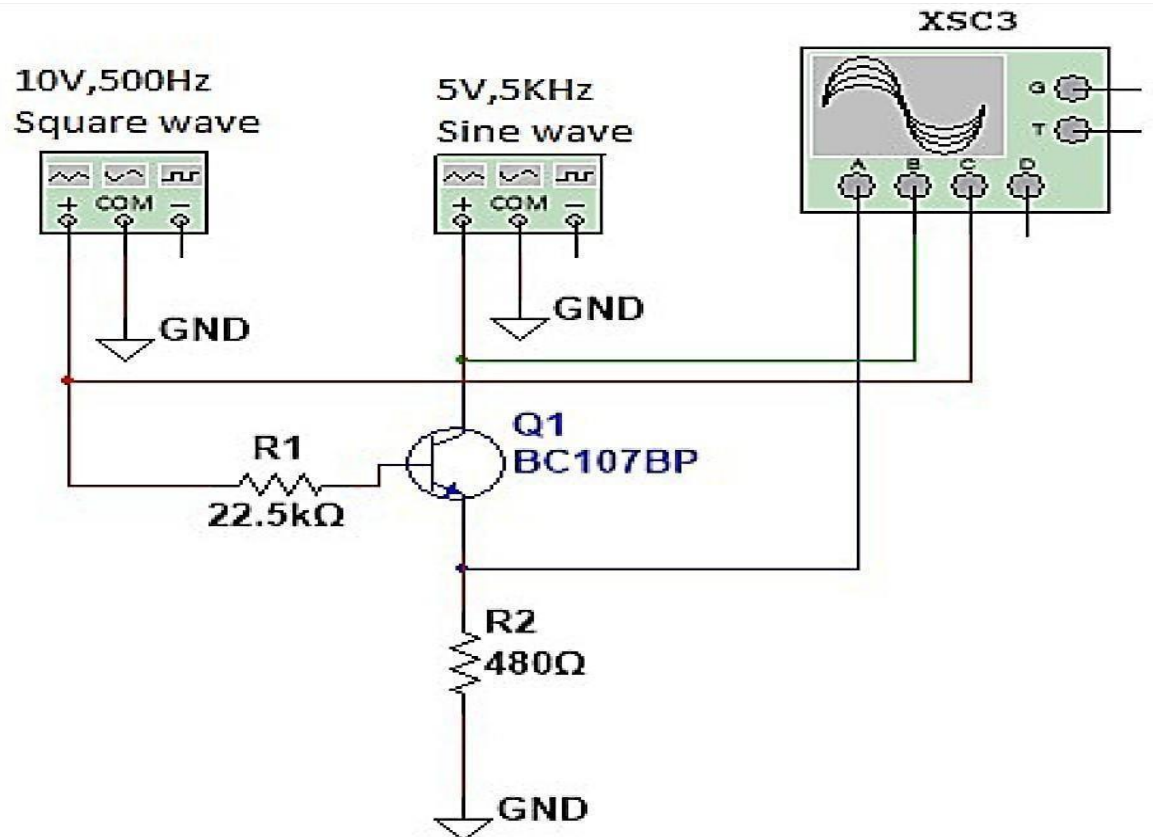 XSC3
10V,500Hz
Square wave
5V,5KHz
Sine wave
G
T
A B C D
+ COM −
+ COM −
GND
GND
Q1
BC107BP
R1
22.5kΩ
R2
480Ω
GND